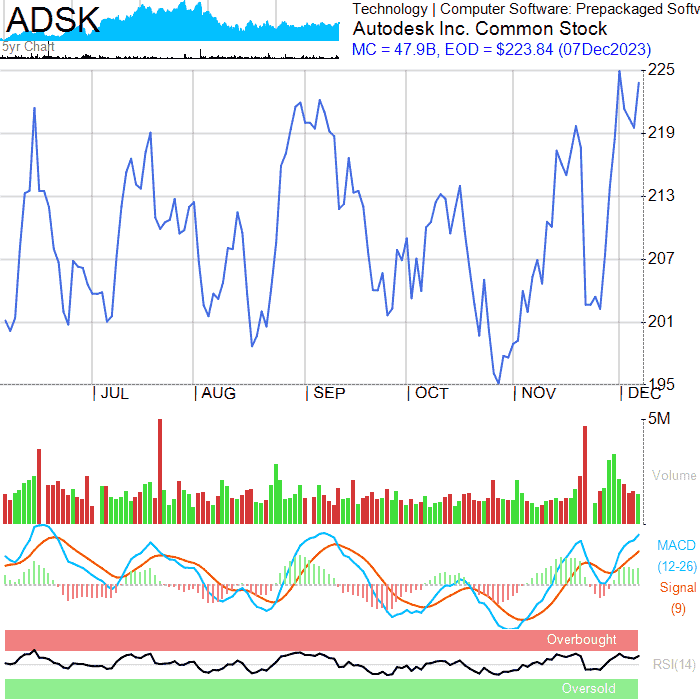 ADSK
5yr Chart
Technology | Computer Software: Prepackaged Softw
Autodesk Inc. Common Stock
MC = 47.9B, EOD = $223.84 (07Dec2023)
225
219
213
207
201
195
JUL
AUG
SEP
OCT
NOV
DEC
5M
Volume
MACD
(12-26)
Signal
(9)
Overbought
RSI(14)
Oversold